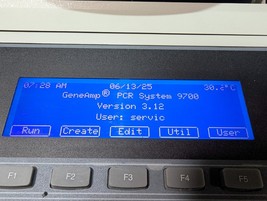 07:28 AM 06/13/25 30.2°C
GeneAmp® PCR System 9700
Version 3.12
User: servic
Run Create Edit Util User
F1 F2 F3 F4 F5